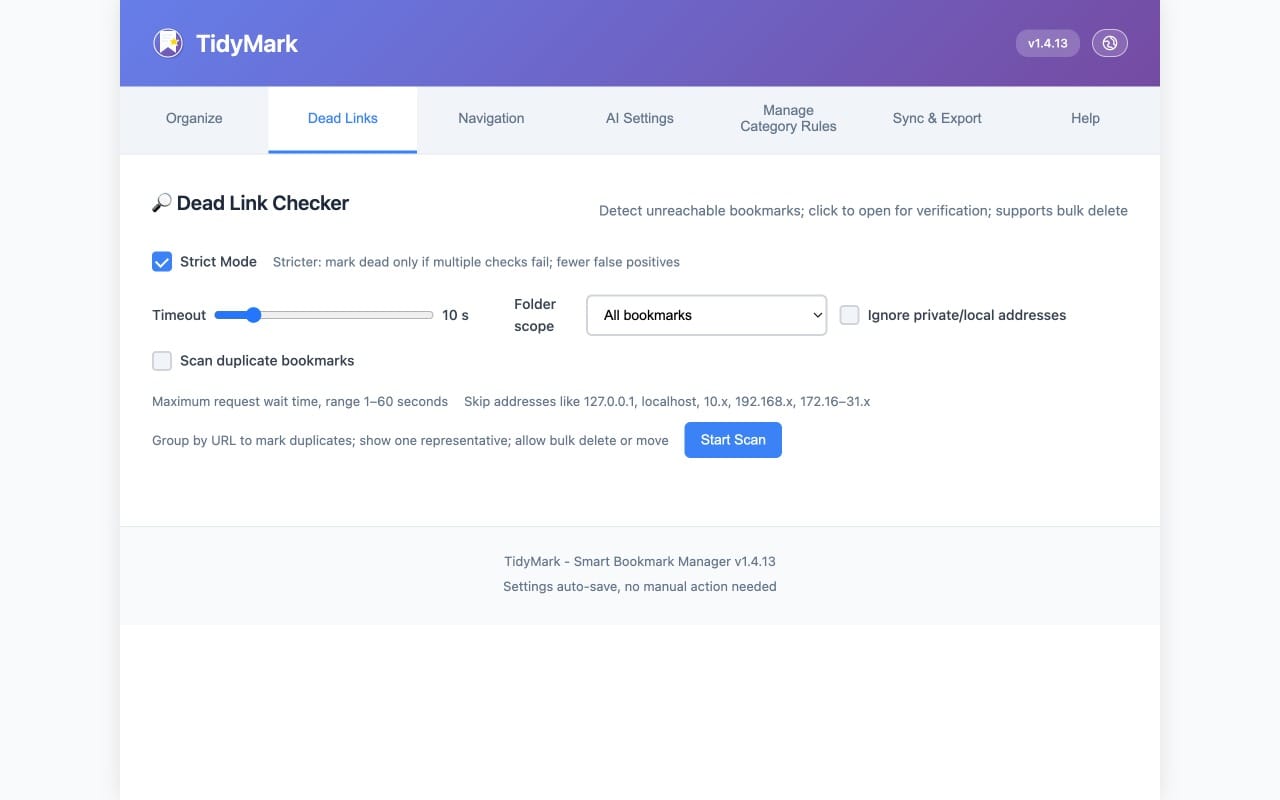 TidyMark
v1.4.13
Organize
Dead Links
Navigation
AI Settings
Manage
Category Rules
Sync & Export
Help
🔎 Dead Link Checker
Detect unreachable bookmarks; click to open for verification; supports bulk delete
Strict Mode
Stricter: mark dead only if multiple checks fail; fewer false positives
Timeout
10 s
Folder
scope
All bookmarks
Ignore private/local addresses
Scan duplicate bookmarks
Maximum request wait time, range 1–60 seconds
Skip addresses like 127.0.0.1, localhost, 10.x, 192.168.x, 172.16–31.x
Group by URL to mark duplicates; show one representative; allow bulk delete or move
Start Scan
TidyMark - Smart Bookmark Manager v1.4.13
Settings auto-save, no manual action needed